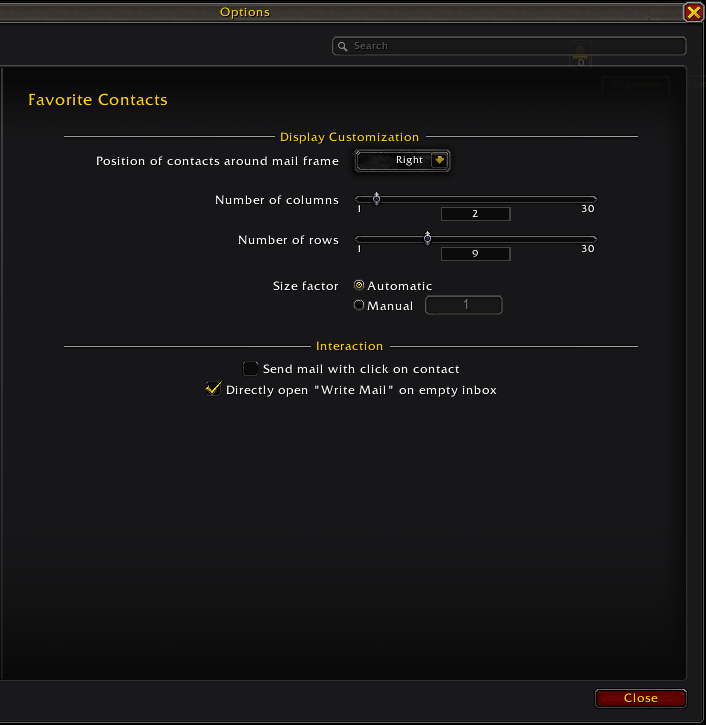 Options
Search
0
Favorite Contacts
Display Customization
Position of contacts around mail frame Right
Number of columns
1 30
2
Number of rows
1 30
9
Size factor Automatic
Manual 1
Interaction
Send mail with click on contact
Directly open "Write Mail" on empty inbox
Close